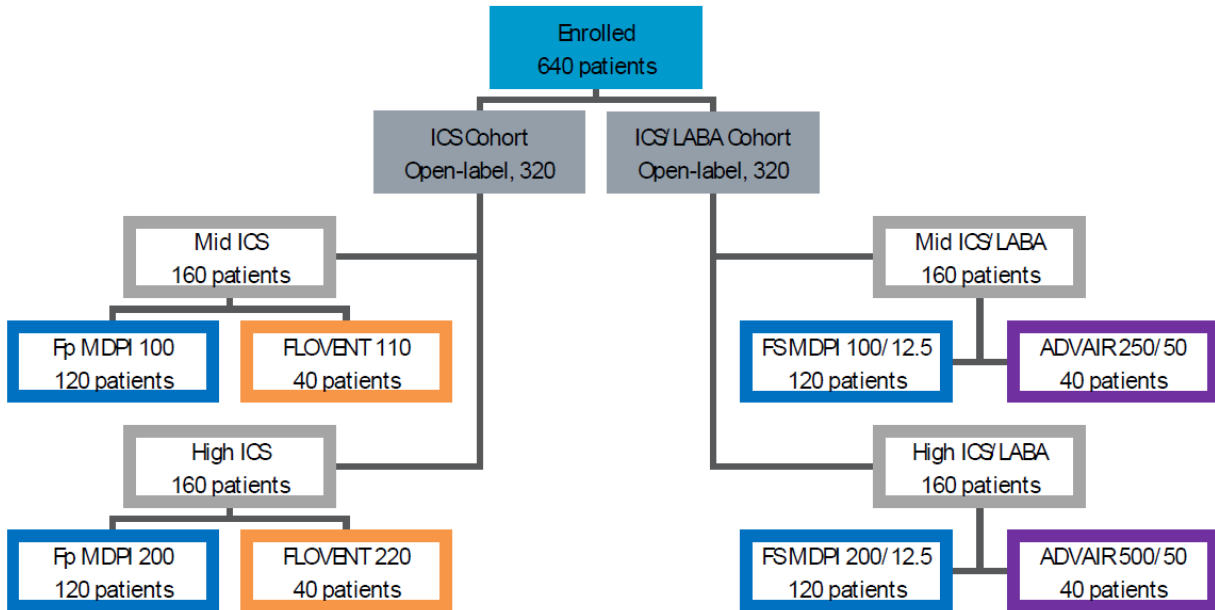 Enrolled
640 patients
ICS Cohort
Open-label, 320
ICS/LABA Cohort
Open-label, 320
Mid ICS
160 patients
Mid ICS/LABA
160 patients
Fp MDPI 100
120 patients
FLOVENT 110
40 patients
FS MDPI 100/12.5
120 patients
ADVAIR 250/50
40 patients
High ICS
160 patients
High ICS/LABA
160 patients
Fp MDPI 200
120 patients
FLOVENT 220
40 patients
FS MDPI 200/12.5
120 patients
ADVAIR 500/50
40 patients